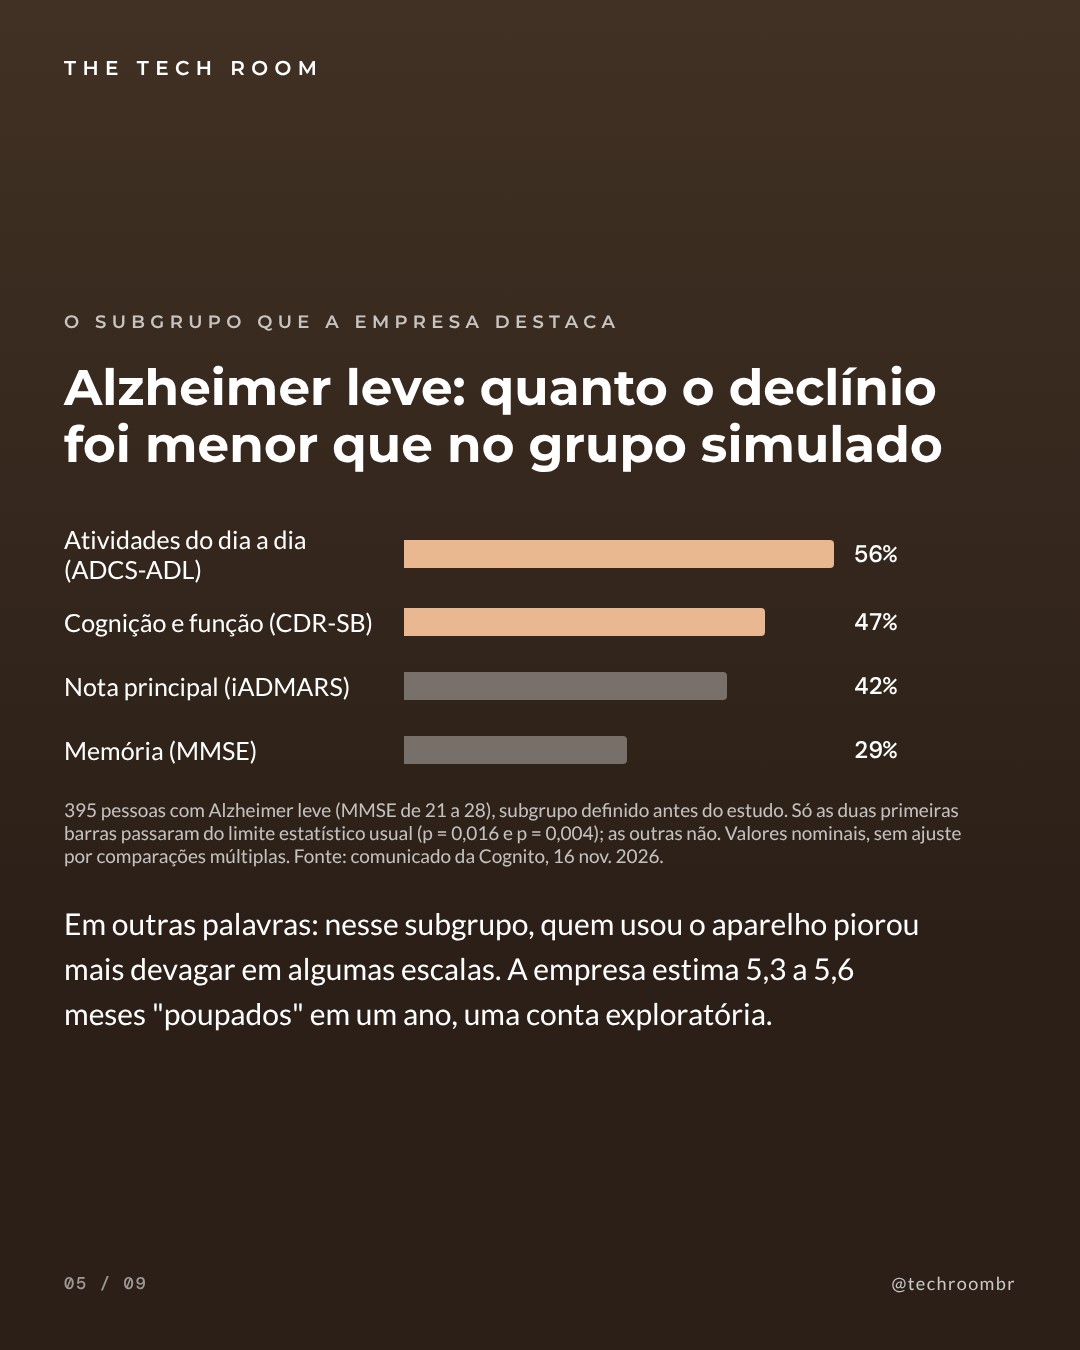 THE TECH ROOM
O SUBGRUPO QUE A EMPRESA DESTACA
Alzheimer leve: quanto o declínio
foi menor que no grupo simulado
Atividades do dia a dia
(ADCS-ADL)
56%
Cognição e função (CDR-SB)
47%
Nota principal (iADMARS)
42%
Memória (MMSE)
29%
395 pessoas com Alzheimer leve (MMSE de 21 a 28), subgrupo definido antes do estudo. Só as duas primeiras
barras passaram do limite estatístico usual (p = 0,016 e p = 0,004); as outras não. Valores nominais, sem ajuste
por comparações múltiplas. Fonte: comunicado da Cognito, 16 nov. 2026.
Em outras palavras: nesse subgrupo, quem usou o aparelho piorou
mais devagar em algumas escalas. A empresa estima 5,3 a 5,6
meses "poupados" em um ano, uma conta exploratória.
05 / 09
@techroombr